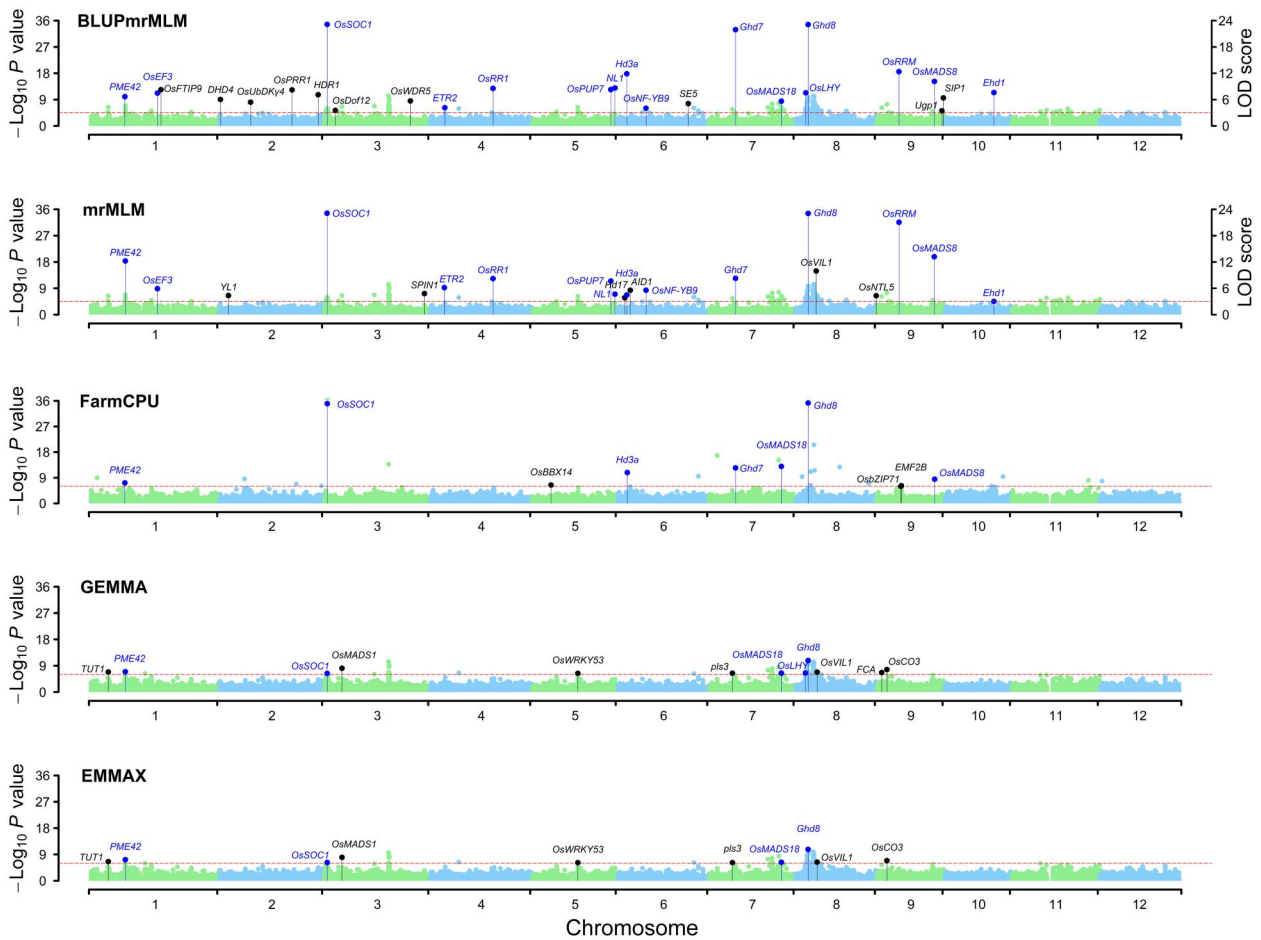 BLUPmrMLM
– Log10 P value
36
27
18
9
0
24
18
12
6
0
LOD score
PME42
OsEF3
OsFTIP9
DHD4
OsUbDKγ4
OsPRR1
HDR1
OsSOC1
OsDof12
OsWDR5
ETR2
OsRR1
OsPUP7
NL1
Hd3a
OsNF-YB9
SE5
Ghd7
OsMADS18
Ghd8
OsLHY
OsRRM
OsMADS8
Ugp1
SIP1
Ehd1
1 2 3 4 5 6 7 8 9 10 11 12
mrMLM
– Log10 P value
36
27
18
9
0
24
18
12
6
0
LOD score
PME42
OsEF3
YL1
OsSOC1
SPIN1
ETR2
OsRR1
OsPUP7
NL1
Hd17
Hd3a
AID1
OsNF-YB9
Ghd7
Ghd8
OsVIL1
OsNTL5
OsRRM
OsMADS8
Ehd1
1 2 3 4 5 6 7 8 9 10 11 12
FarmCPU
– Log10 P value
36
27
18
9
0
PME42
OsSOC1
OsBBX14
Hd3a
Ghd7
OsMADS18
Ghd8
OsbZIP71
EMF2B
OsMADS8
1 2 3 4 5 6 7 8 9 10 11 12
GEMMA
– Log10 P value
36
27
18
9
0
TUT1
PME42
OsSOC1
OsMADS1
OsWRKY53
pls3
OsMADS18
OsLHY
Ghd8
OsVIL1
FCA
OsCO3
1 2 3 4 5 6 7 8 9 10 11 12
EMMAX
– Log10 P value
36
27
18
9
0
TUT1
PME42
OsSOC1
OsMADS1
OsWRKY53
pls3
OsMADS18
Ghd8
OsVIL1
OsCO3
1 2 3 4 5 6 7 8 9 10 11 12
Chromosome